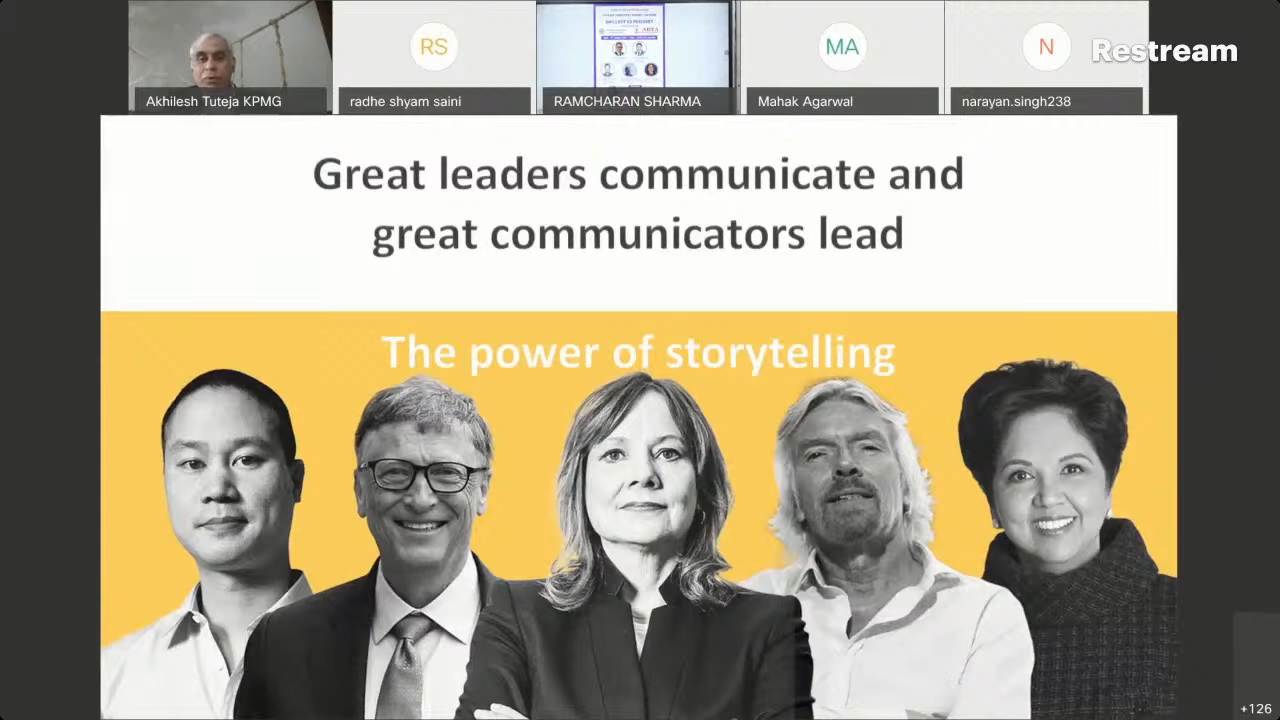 RS
MA
N
Restream
Akhilesh Tuteja KPMG
radhe shyam saini
RAMCHARAN SHARMA
Mahak Agarwal
narayan.singh238
Great leaders communicate and
great communicators lead
The power of storytelling
+126